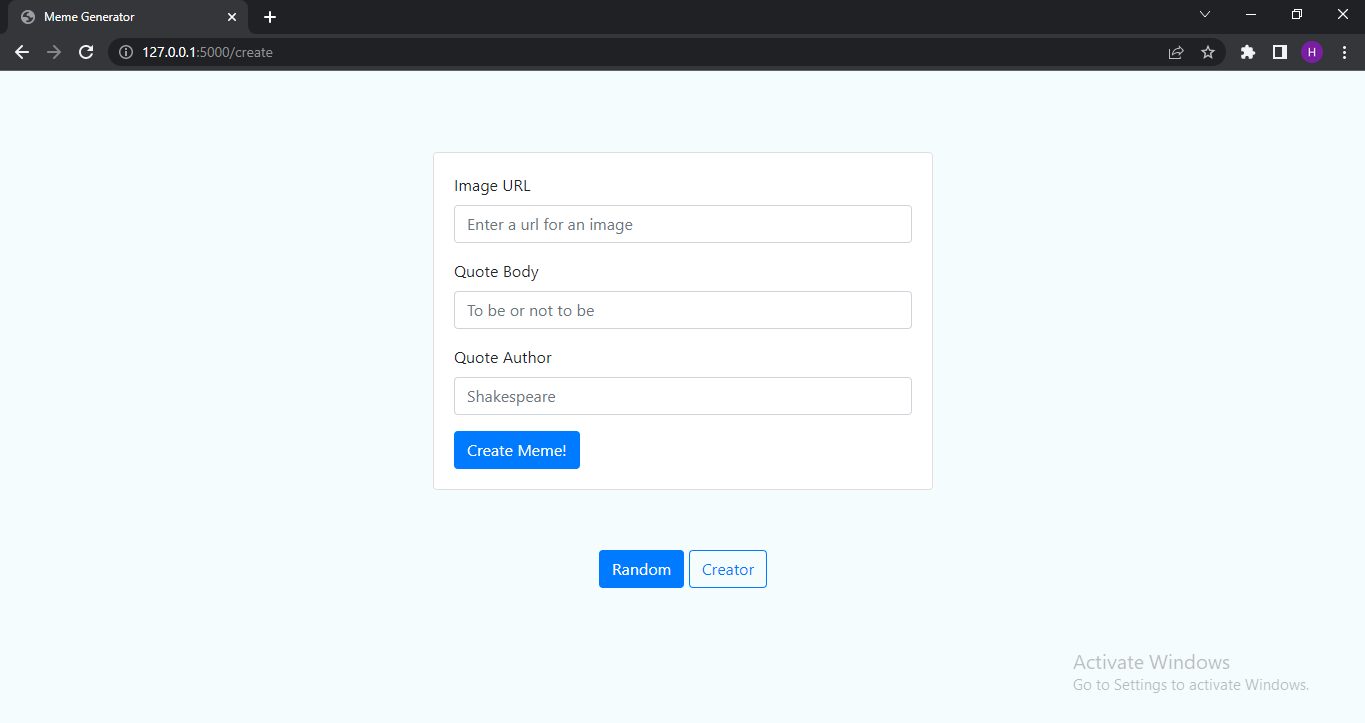 Meme Generator
127.0.0.1:5000/create
H
Image URL
Enter a url for an image
Quote Body
To be or not to be
Quote Author
Shakespeare
Create Meme!
Random Creator
Activate Windows
Go to Settings to activate Windows.